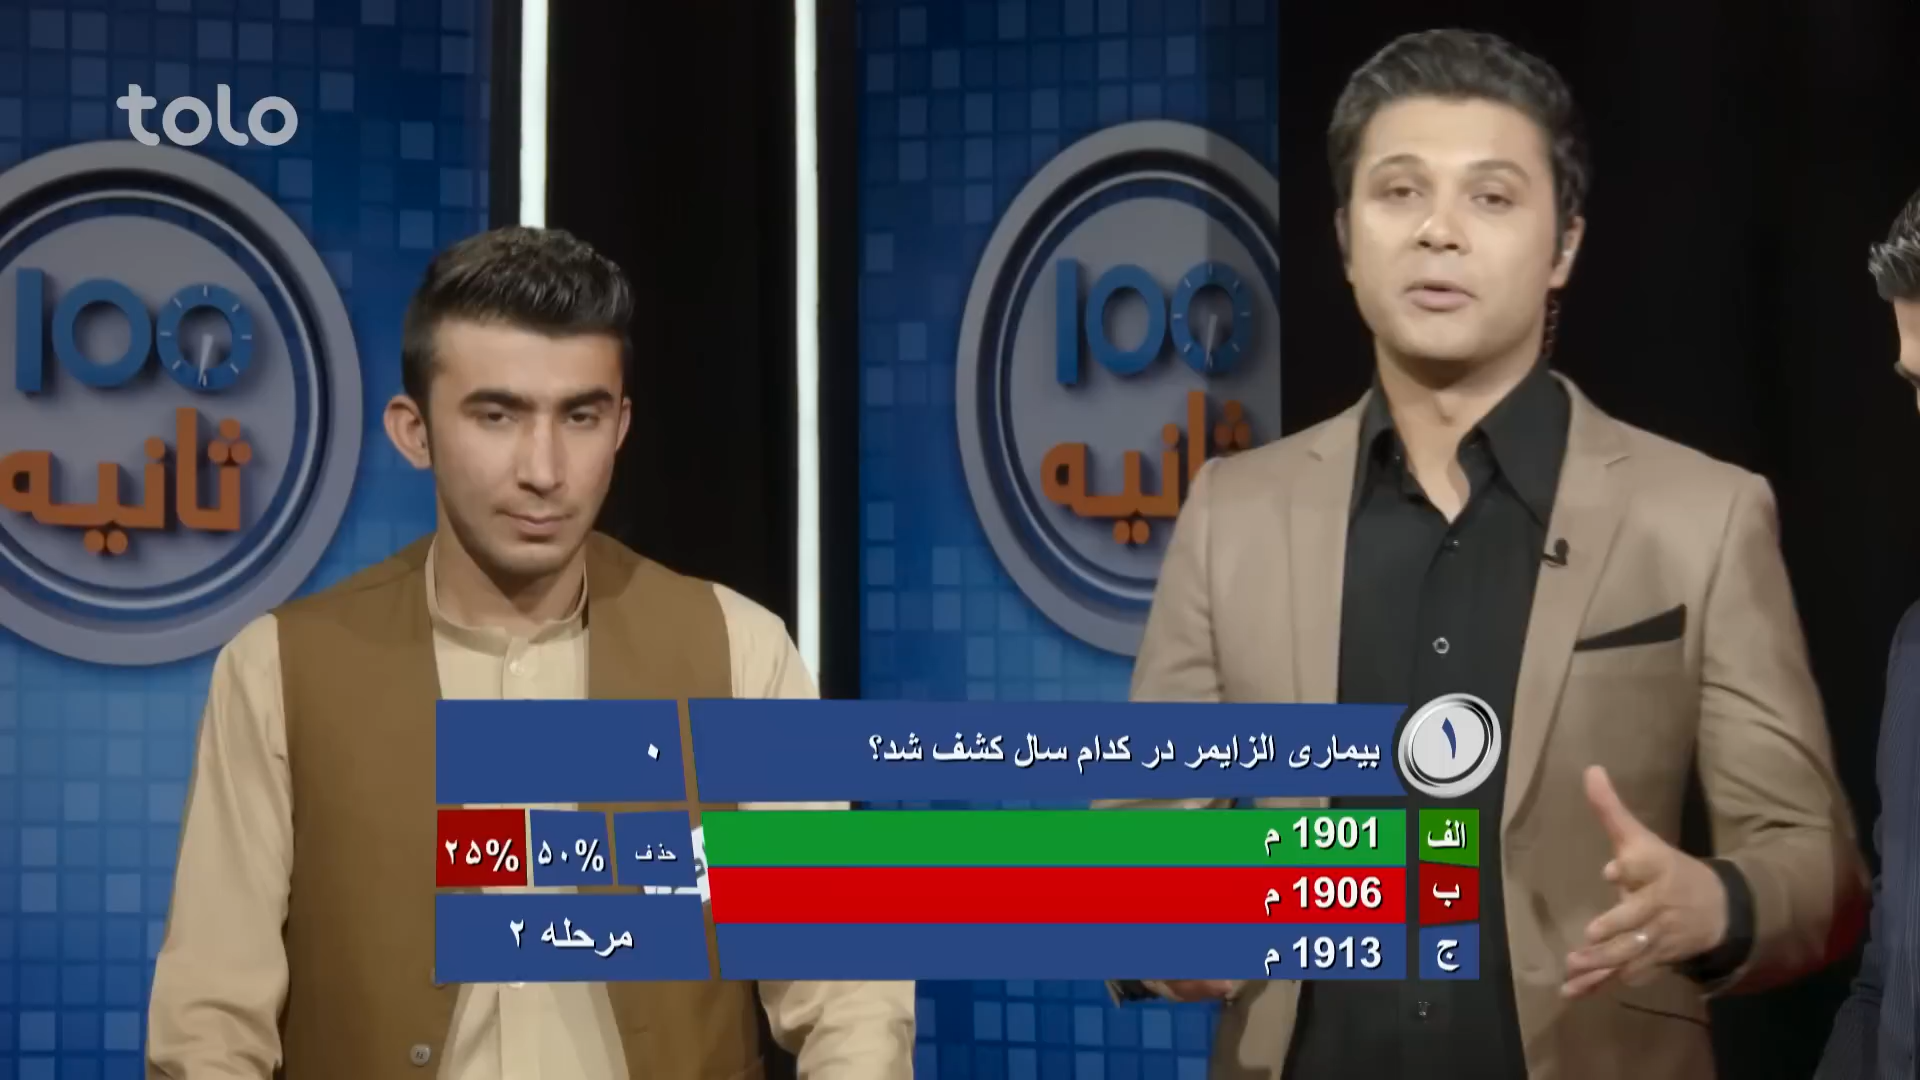 tolo
100
ثانیه
100
ثانیه
۱
بیماری الزایمر در کدام سال کشف شد؟
۰
الف 1901 م
ب 1906 م
ج 1913 م
حذف
۵۰%
۲۵%
مرحله ۲